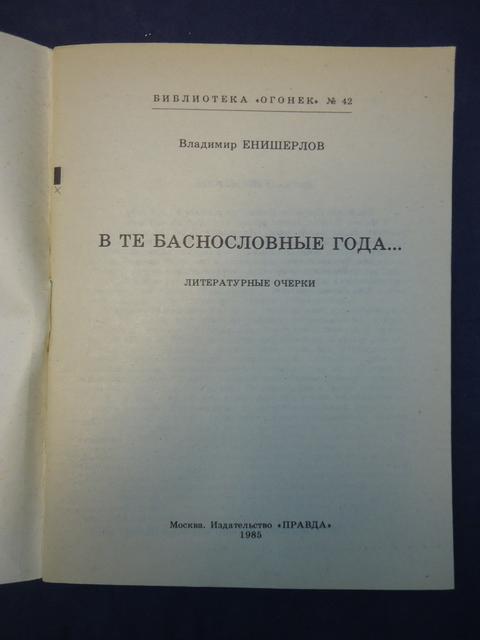 БИБЛИОТЕКА «ОГОНЕК» № 42
Владимир ЕНИШЕРЛОВ
В ТЕ БАСНОСЛОВНЫЕ ГОДА...
ЛИТЕРАТУРНЫЕ ОЧЕРКИ
Москва. Издательство «ПРАВДА»
1985